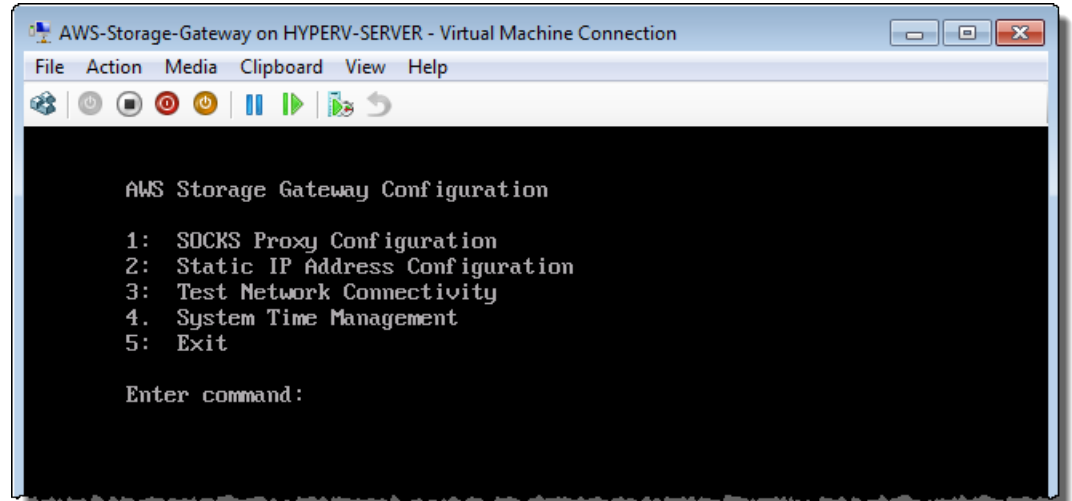 AWS-Storage-Gateway on HYPERV-SERVER - Virtual Machine Connection
File Action Media Clipboard View Help
AWS Storage Gateway Configuration
1: SOCKS Proxy Configuration
2: Static IP Address Configuration
3: Test Network Connectivity
4. System Time Management
5: Exit
Enter command: